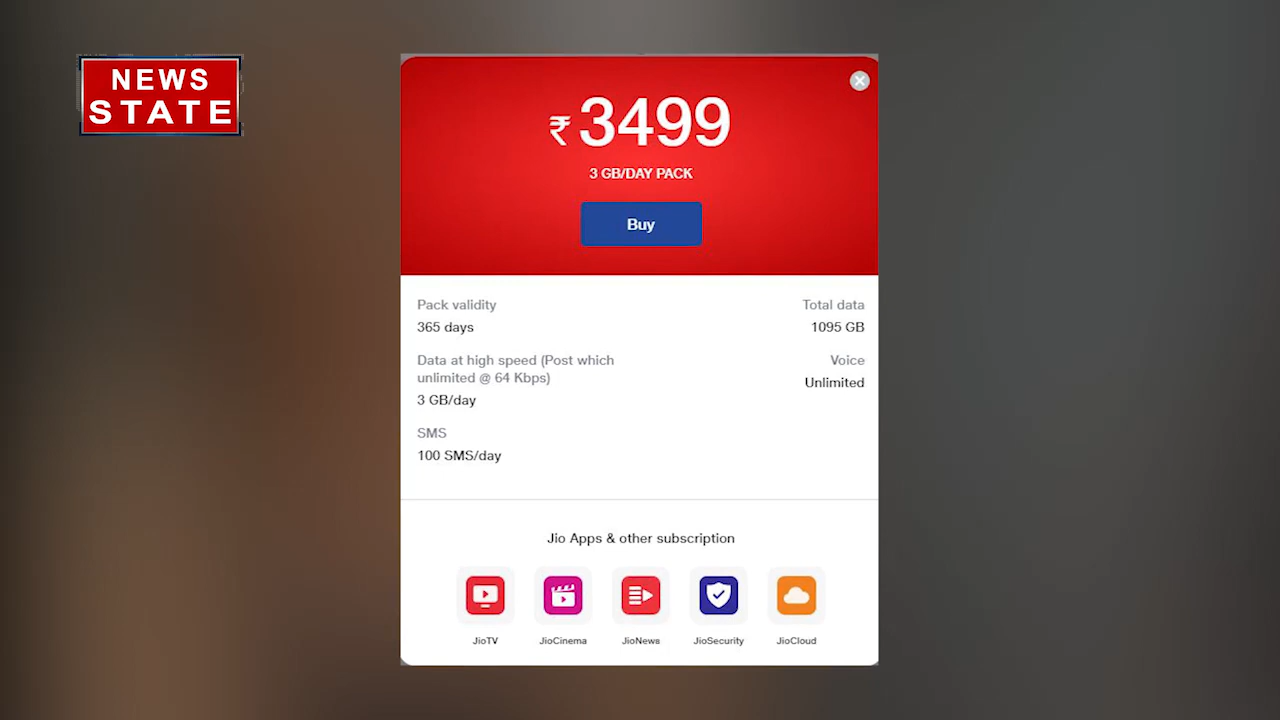 NEWS
STATE
₹3499
3 GB/DAY PACK
Buy
Pack validity
365 days
Total data
1095 GB
Data at high speed (Post which
unlimited @ 64 Kbps)
3 GB/day
Voice
Unlimited
SMS
100 SMS/day
Jio Apps & other subscription
JioTV
JioCinema
JioNews
JioSecurity
JioCloud